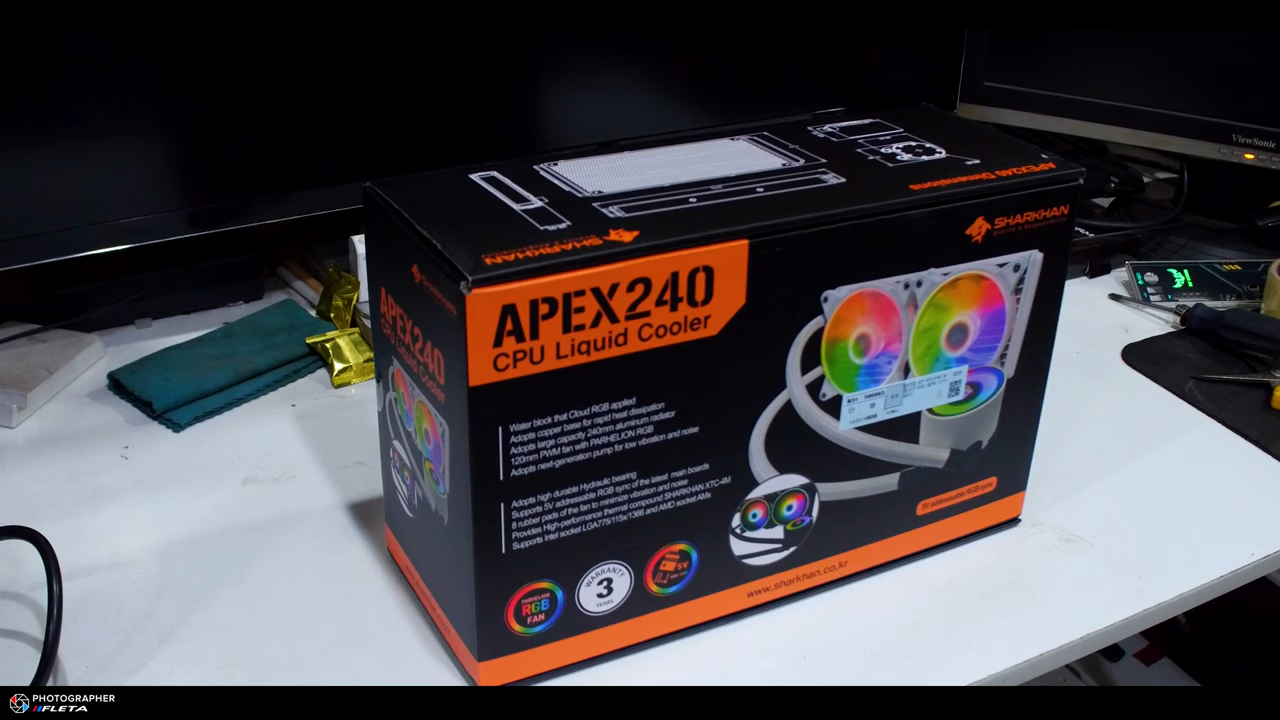 ViewSonic
APEX240 Dimensions
SHARKHAN
SHARKHAN
SHARKHAN
APEX240
CPU Liquid Cooler
APEX240
CPU Liquid Cooler
Water block that Cloud RGB applied
Adopts copper base for rapid heat dissipation
Adopts large capacity 240mm aluminum radiator
120mm PWM fan with PARHELION RGB
Adopts next-generation pump for low vibration and noise
Adopts high durable Hydraulic bearing
Supports 5V addressable RGB sync of the latest main boards
8 rubber pads of the fan to minimize vibration and noise
Provides High-performance thermal compound SHARKHAN XTC-4M
Supports Intel socket LGA775/115x/1366 and AMD socket AMx
5V addressable RGB sync
PARHELION
RGB
FAN
WARRANTY
3
YEARS
5V
www.sharkhan.co.kr
PHOTOGRAPHER
FLETA